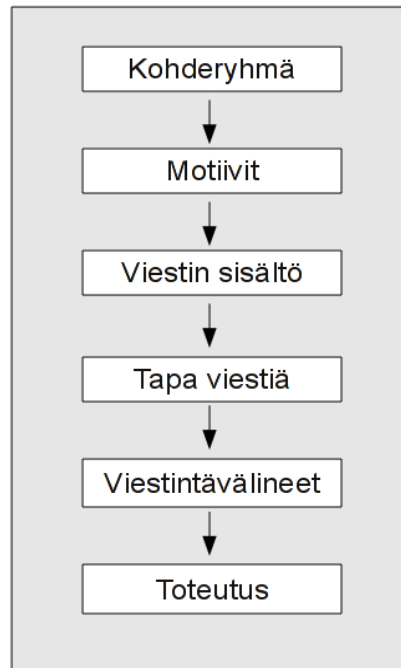 Kohderyhmä
Motiivit
Viestin sisältö
Tapa viestiä
Viestintävälineet
Toteutus